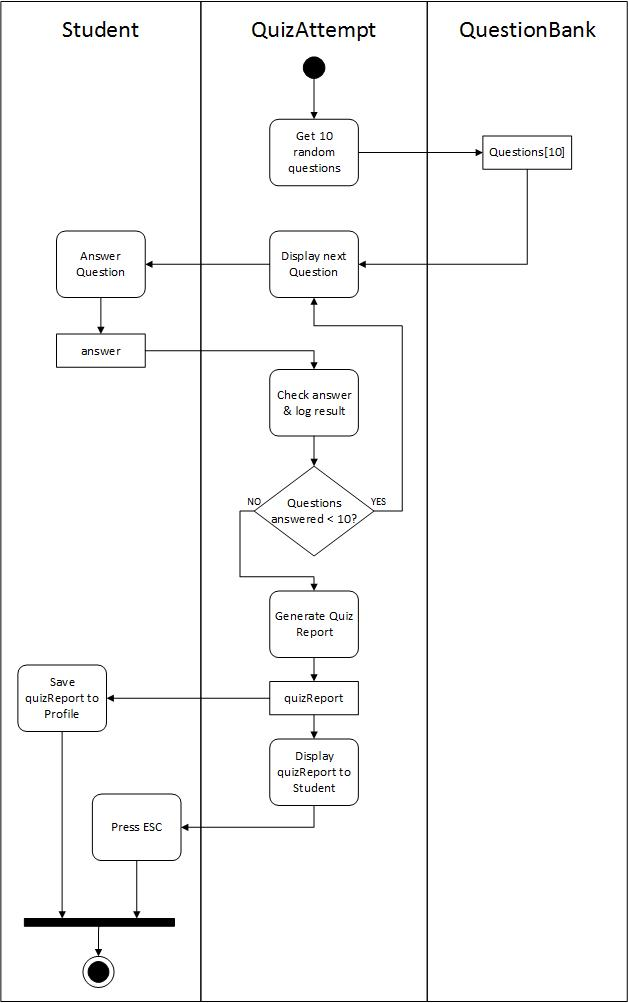 Student
QuizAttempt
QuestionBank
Get 10
random
questions
Questions[10]
Answer
Question
Display next
Question
answer
Check answer
& log result
NO
Questions
answered < 10?
YES
Generate Quiz
Report
Save
quizReport to
Profile
quizReport
Display
quizReport to
Student
Press ESC